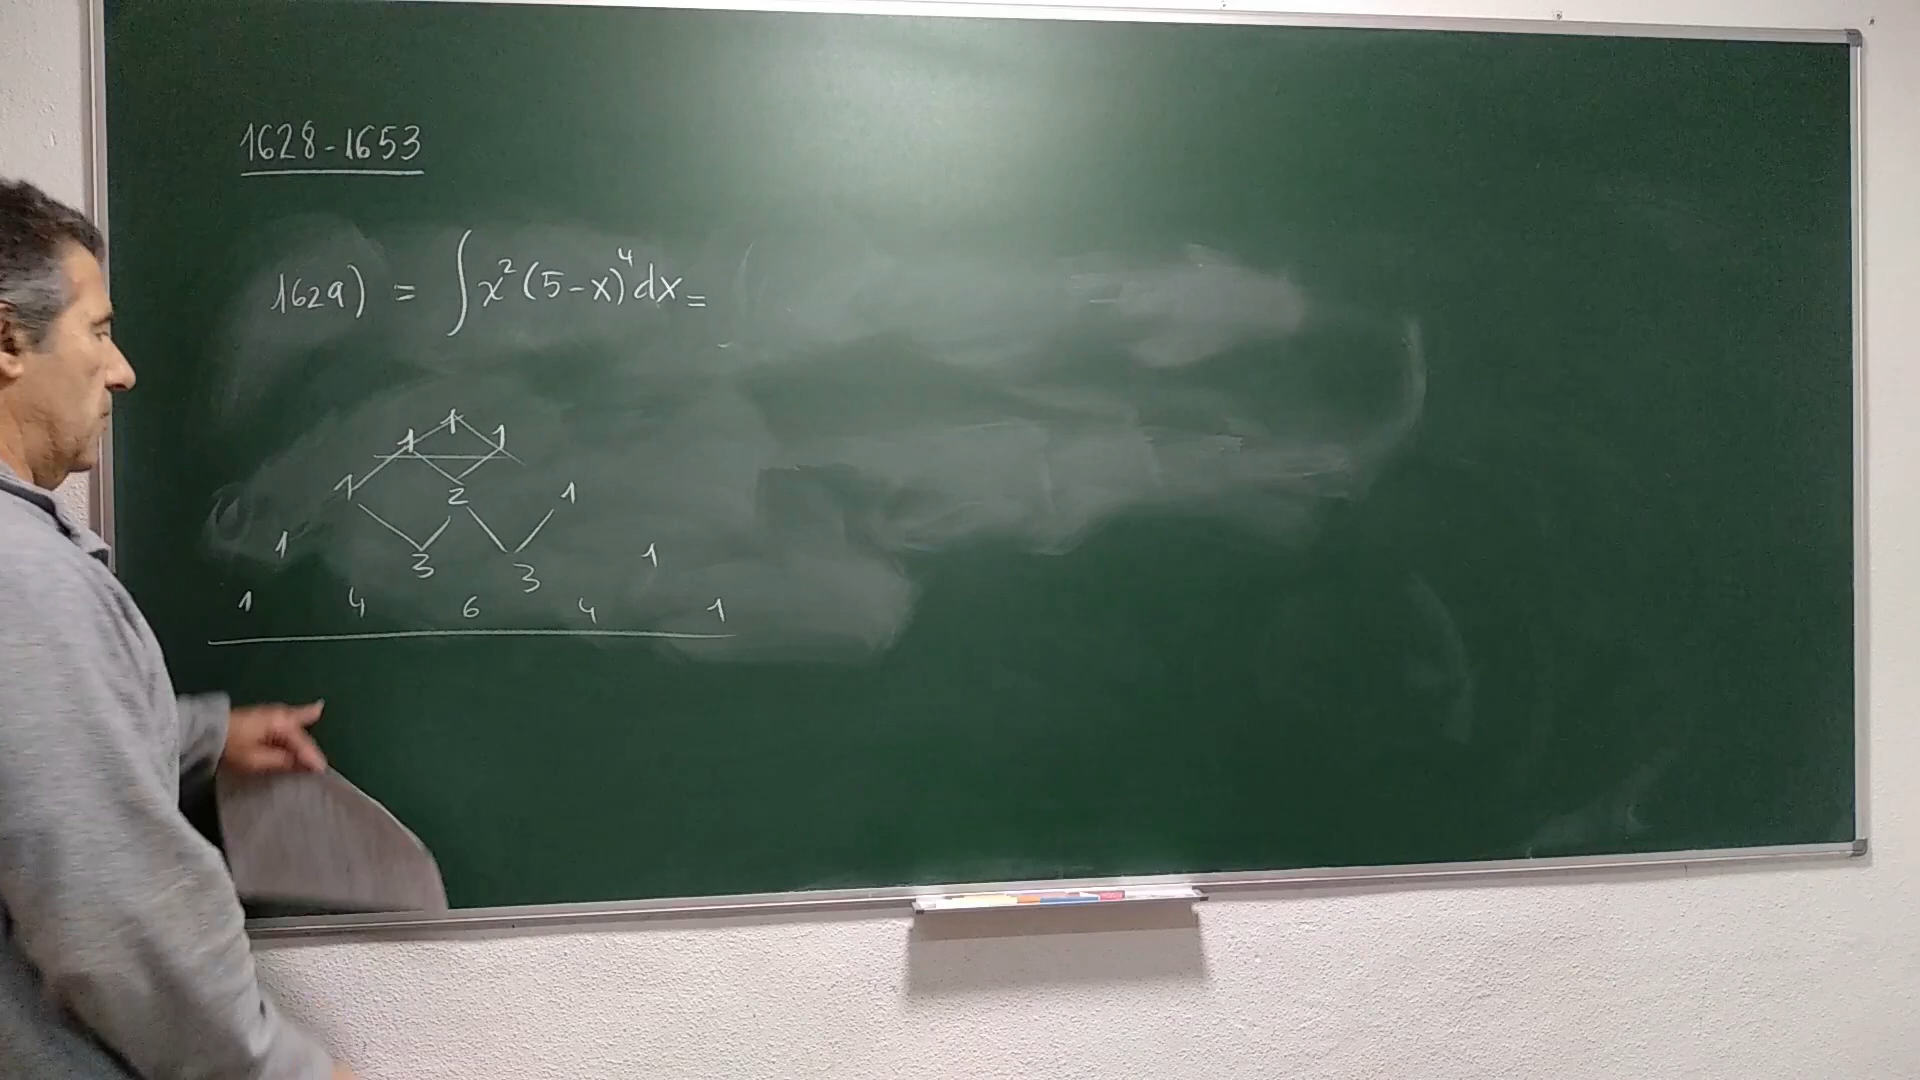 1628-1653
1629) = ∫x²(5-x)⁴dx=
1
1 1
1 2 1
1 3 3 1
1 4 6 4 1